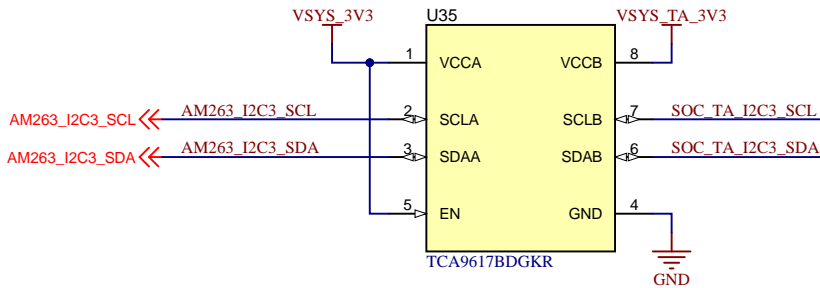 VSYS_3V3
U35
VSYS_TA_3V3
1
VCCA
VCCB
8
AM263_I2C3_SCL
AM263_I2C3_SCL
2
SCLA
SCLB
7
SOC_TA_I2C3_SCL
AM263_I2C3_SDA
AM263_I2C3_SDA
3
SDAA
SDAB
6
SOC_TA_I2C3_SDA
5
EN
GND
4
TCA9617BDGKR
GND